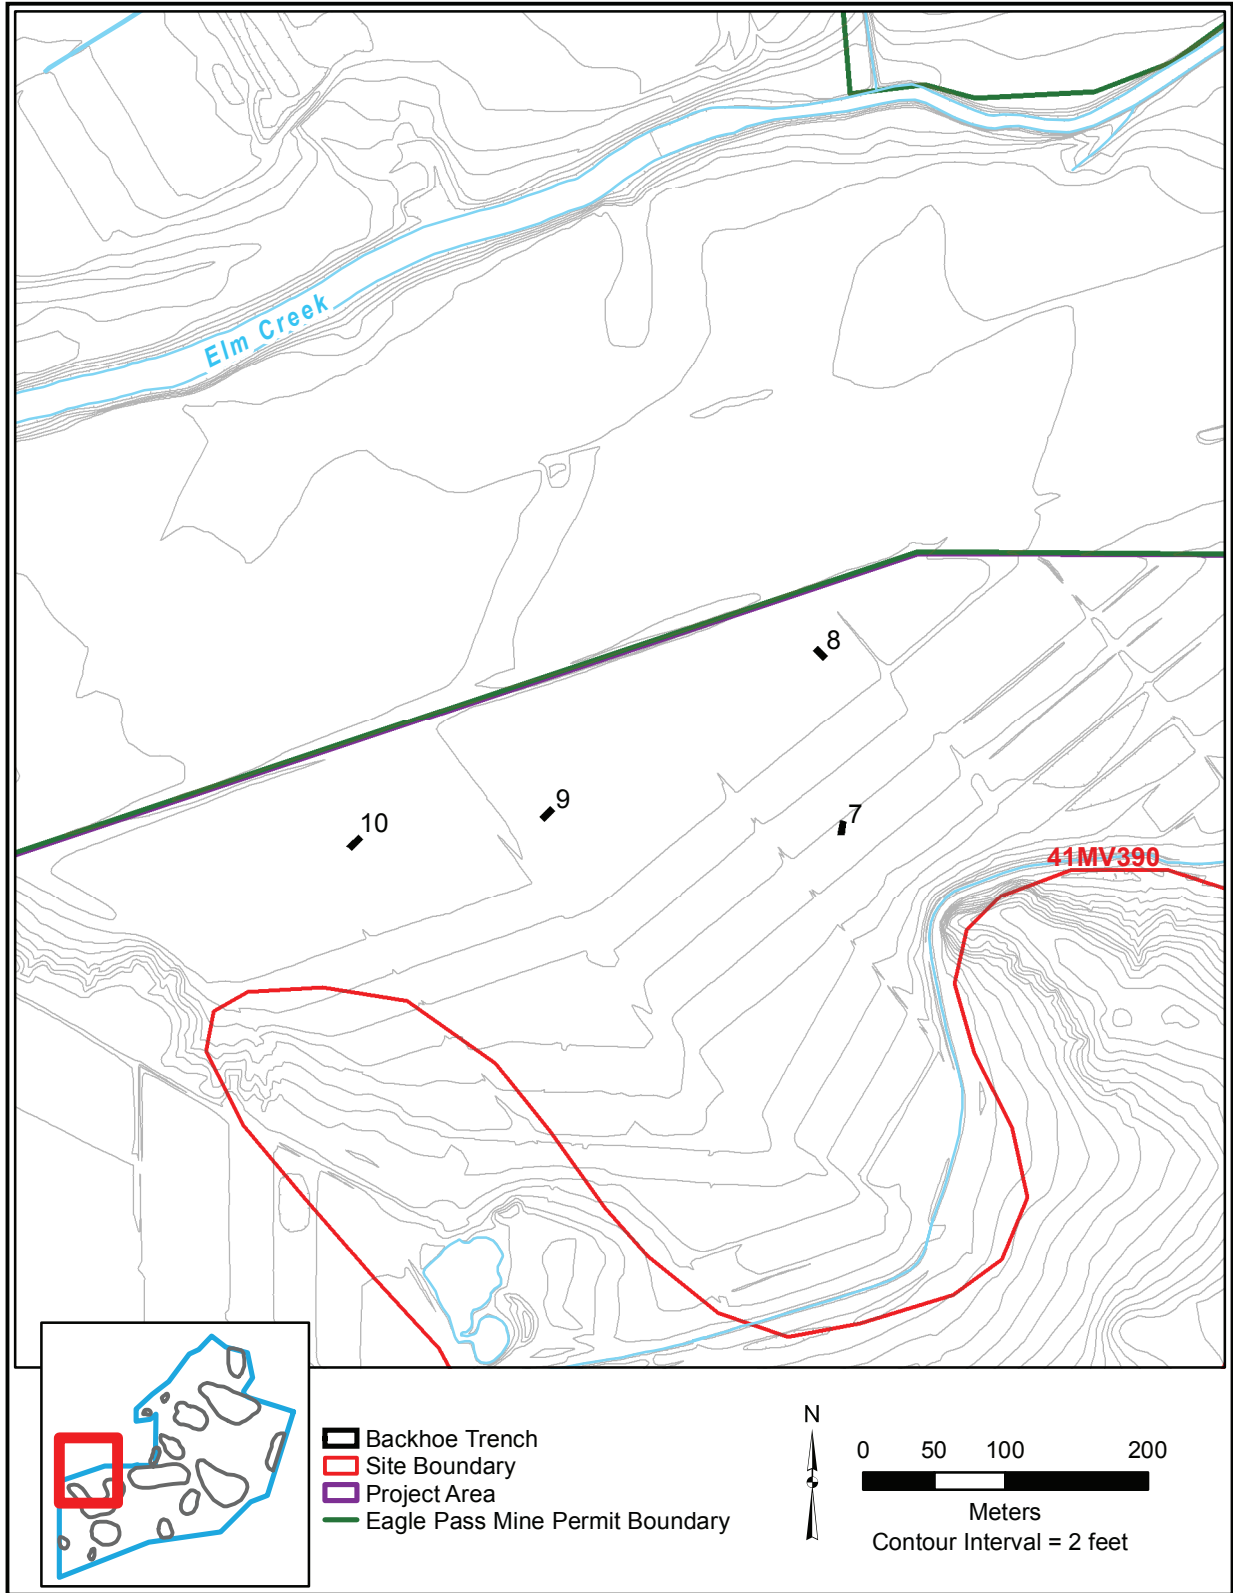 Elm Creek
8
9
10
7
41MV390
Backhoe Trench
Site Boundary
Project Area
Eagle Pass Mine Permit Boundary
N
0 50 100 200
Meters
Contour Interval = 2 feet